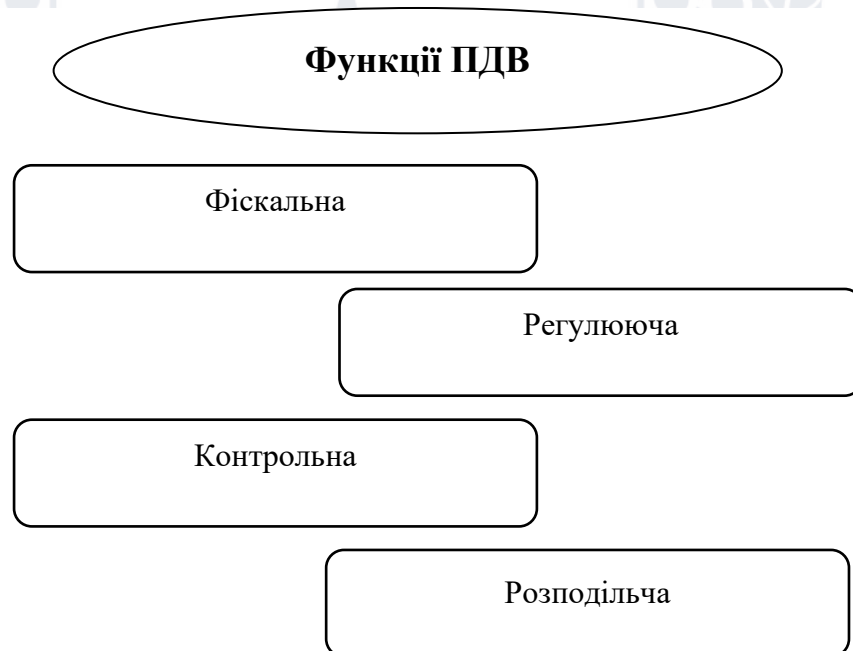 Функції ПДВ
Фіскальна
Регулююча
Контрольна
Розподільча